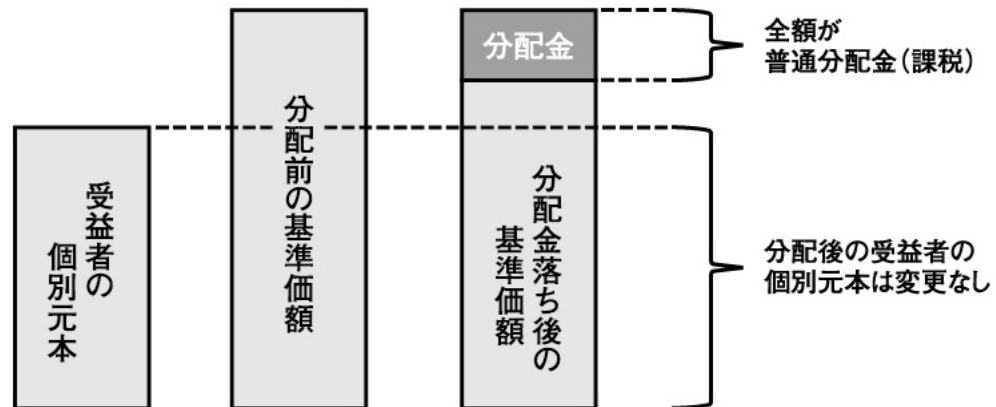 受益者の
個別元本
分配前の基準価額
分配金
分配金落ち後の
基準価額
全額が
普通分配金（課税）
分配後の受益者の
個別元本は変更なし